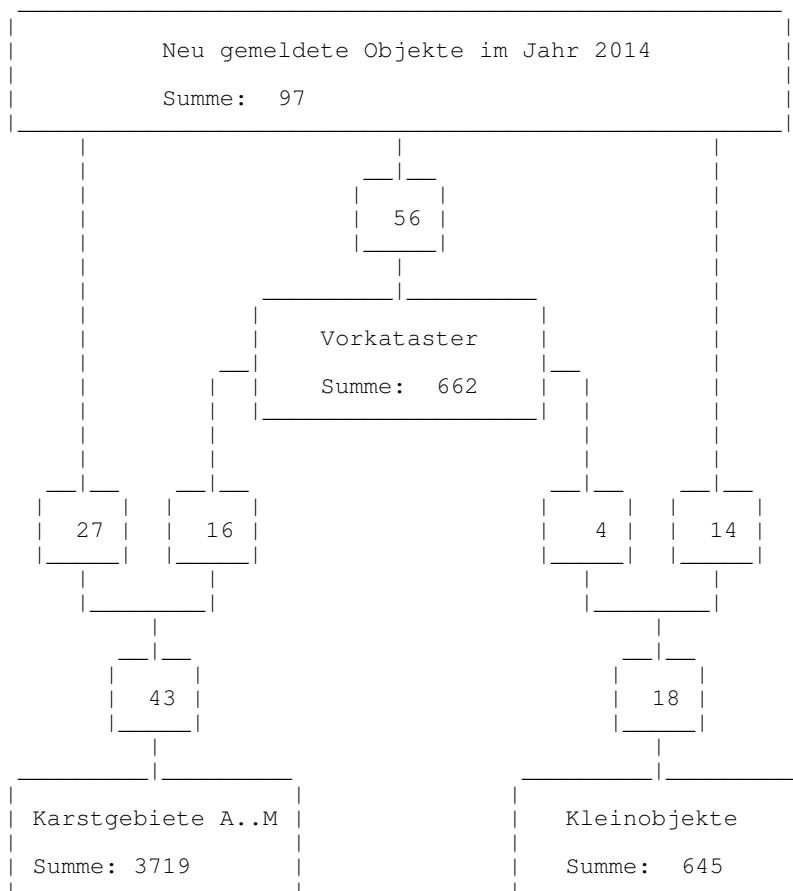 Neu gemeldete Objekte im Jahr 2014
Summe: 97
56
Vorkataster
Summe: 662
27 16 4 14
43 18
Karstgebiete A..M Kleinobjekte
Summe: 3719 Summe: 645